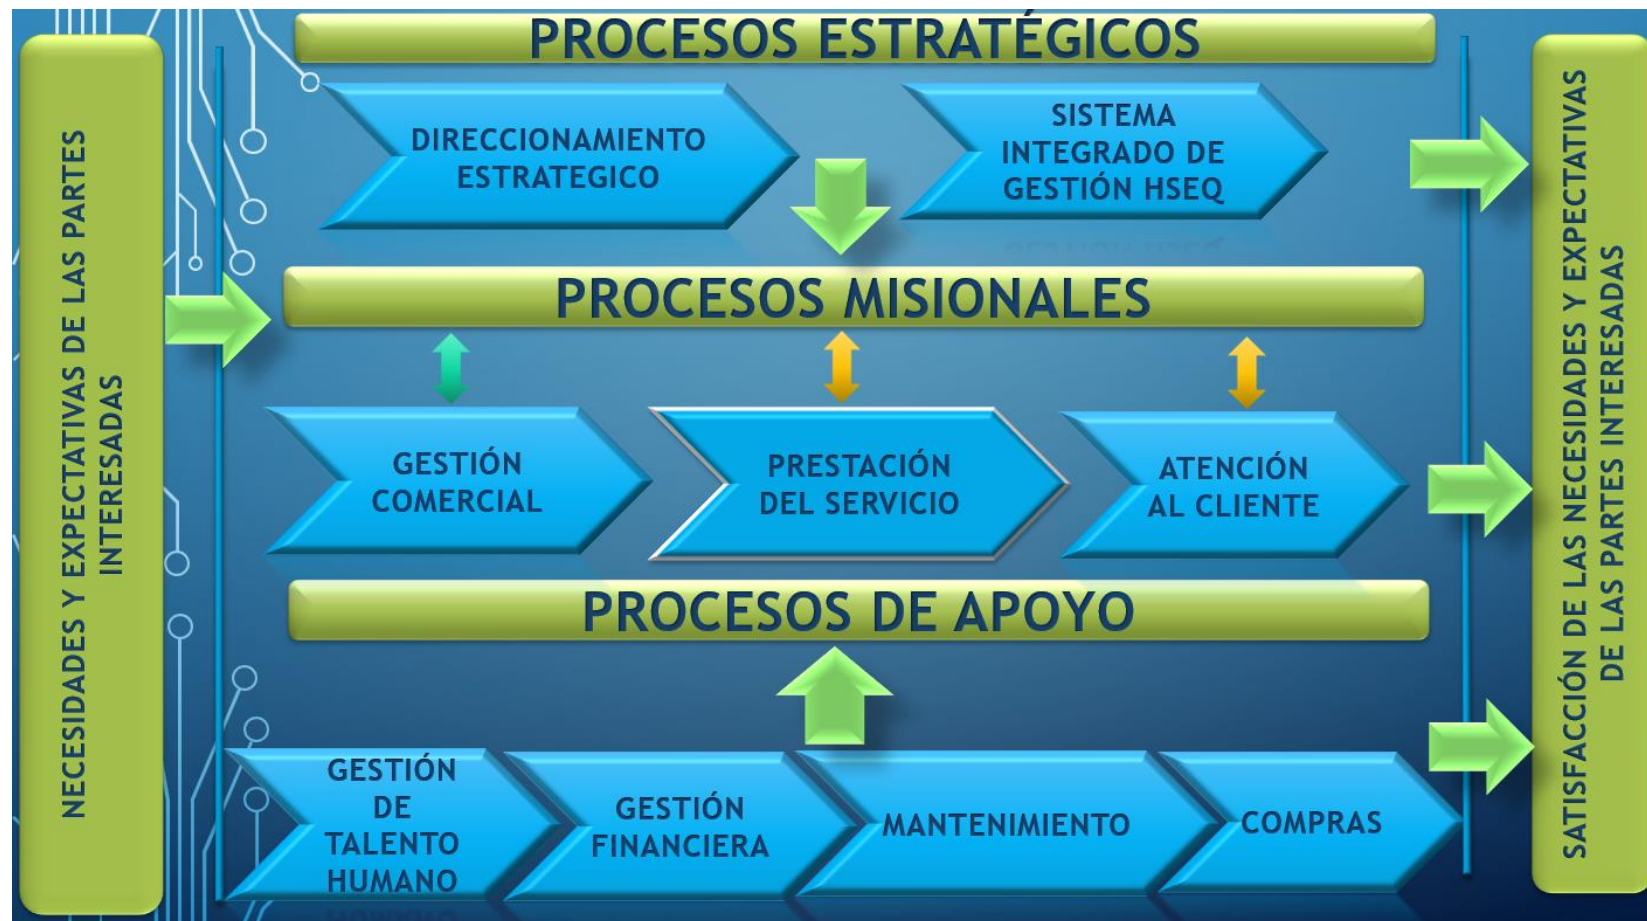 NECESIDADES Y EXPECTATIVAS DE LAS PARTES
INTERESADAS
PROCESOS ESTRATÉGICOS
DIRECCIONAMIENTO
ESTRATEGICO
SISTEMA
INTEGRADO DE
GESTIÓN HSEQ
PROCESOS MISIONALES
GESTIÓN
COMERCIAL
PRESTACIÓN
DEL SERVICIO
ATENCIÓN
AL CLIENTE
PROCESOS DE APOYO
GESTIÓN
DE
TALENTO
HUMANO
GESTIÓN
FINANCIERA
MANTENIMIENTO
COMPRAS
SATISFACCIÓN DE LAS NECESIDADES Y EXPECTATIVAS
DE LAS PARTES INTERESADAS